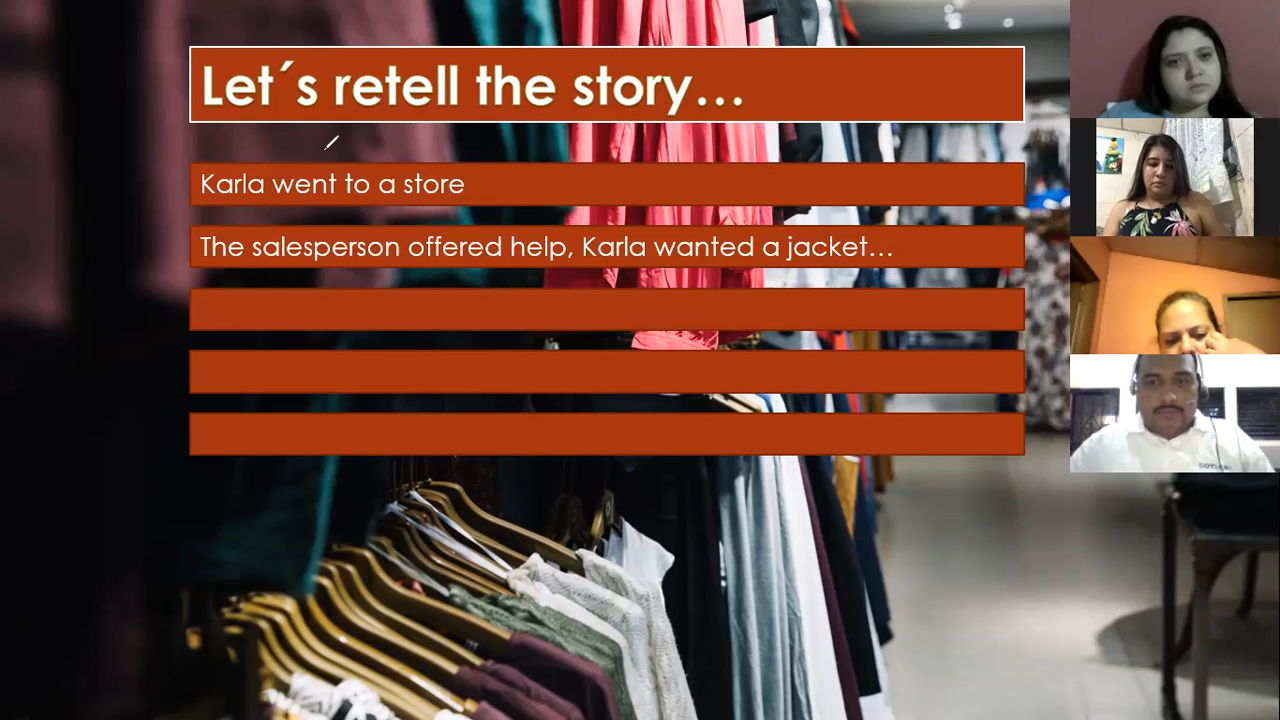 Let´s retell the story...
Karla went to a store
The salesperson offered help, Karla wanted a jacket...